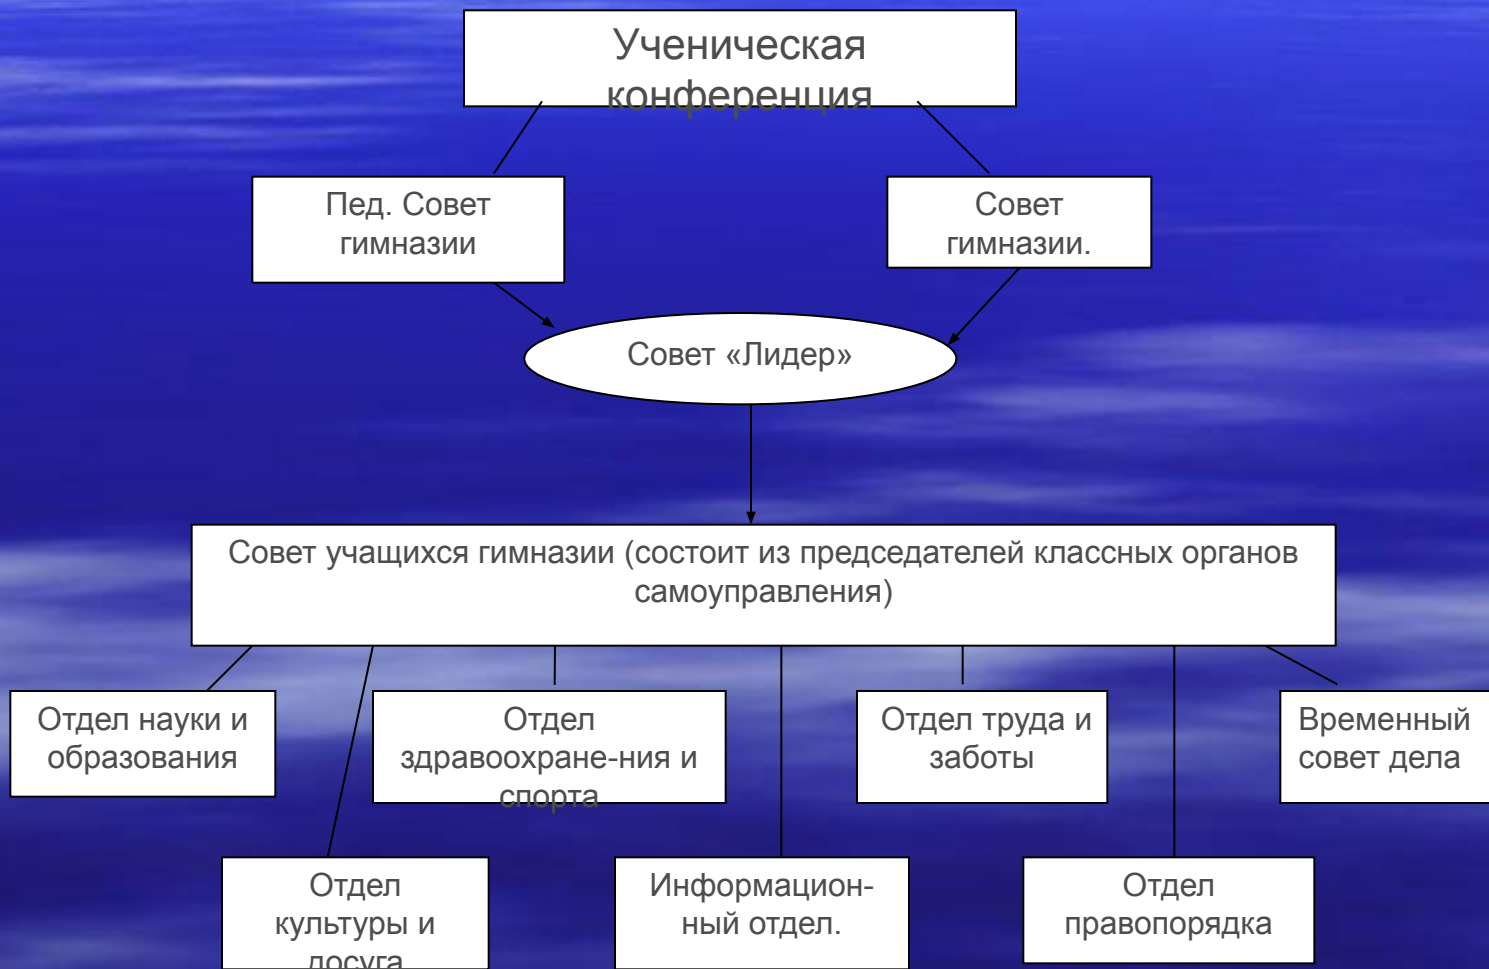 Ученическая
конференция
Пед. Совет
гимназии
Совет
гимназии.
Совет «Лидер»
Совет учащихся гимназии (состоит из председателей классных органов
самоуправления)
Отдел науки и
образования
Отдел
здравоохране-ния и
спорта
Отдел труда и
заботы
Временный
совет дела
Отдел
культуры и
досуга
Информацион-
ный отдел.
Отдел
правопорядка